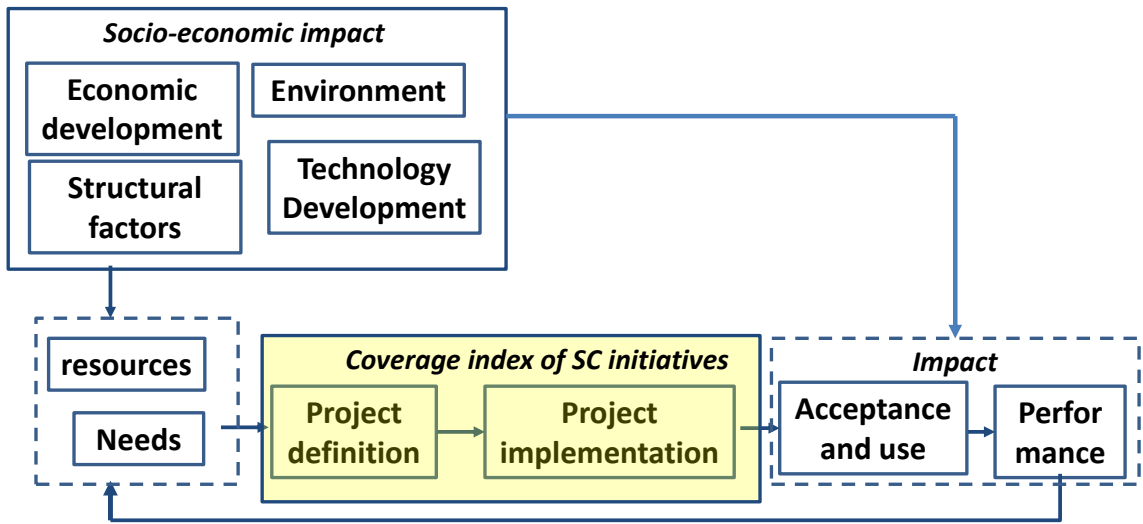 Socio-economic impact
Economic
development
Environment
Structural
factors
Technology
Development
resources
Needs
Coverage index of SC initiatives
Project
definition
Project
implementation
Impact
Acceptance
and use
Perfor
mance